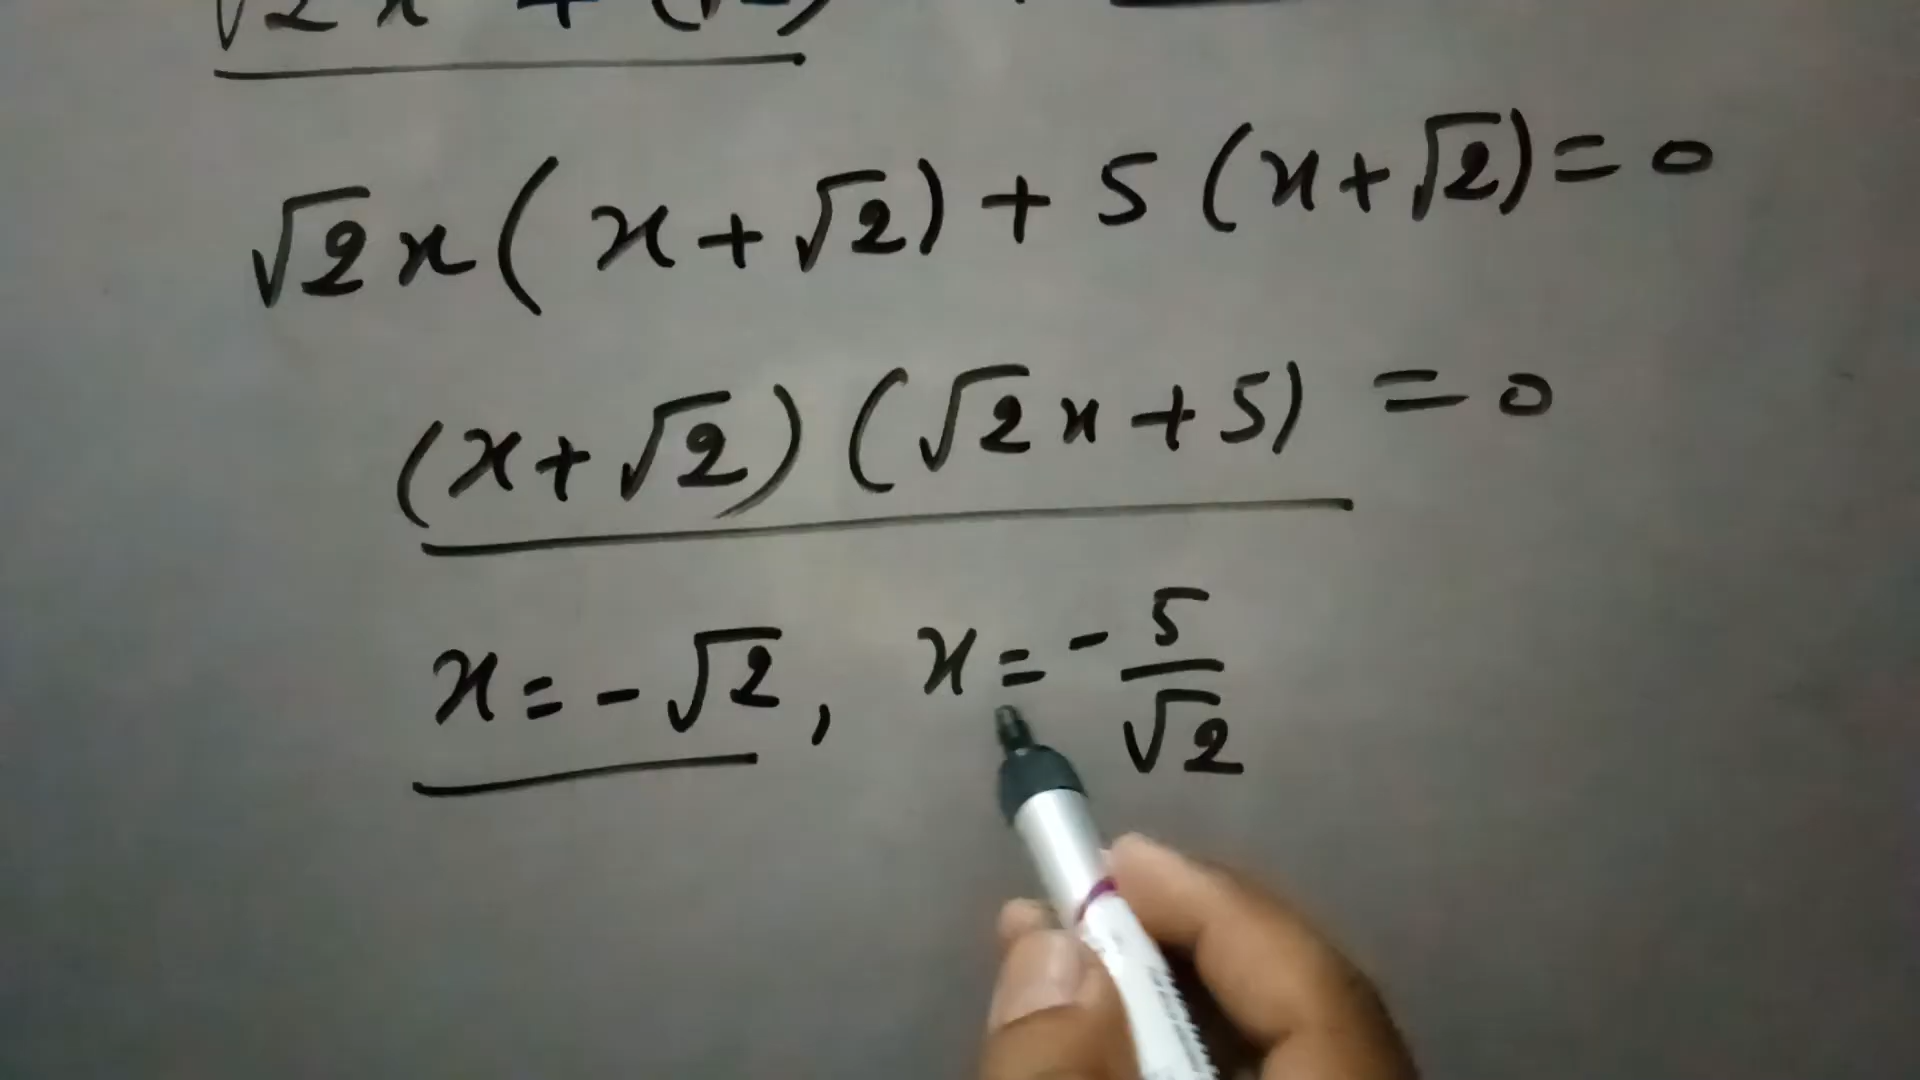 √2x(x+√2)+5(x+√2)=0
(x+√2)(√2x+5)=0
x=-√2, x=-5/√2